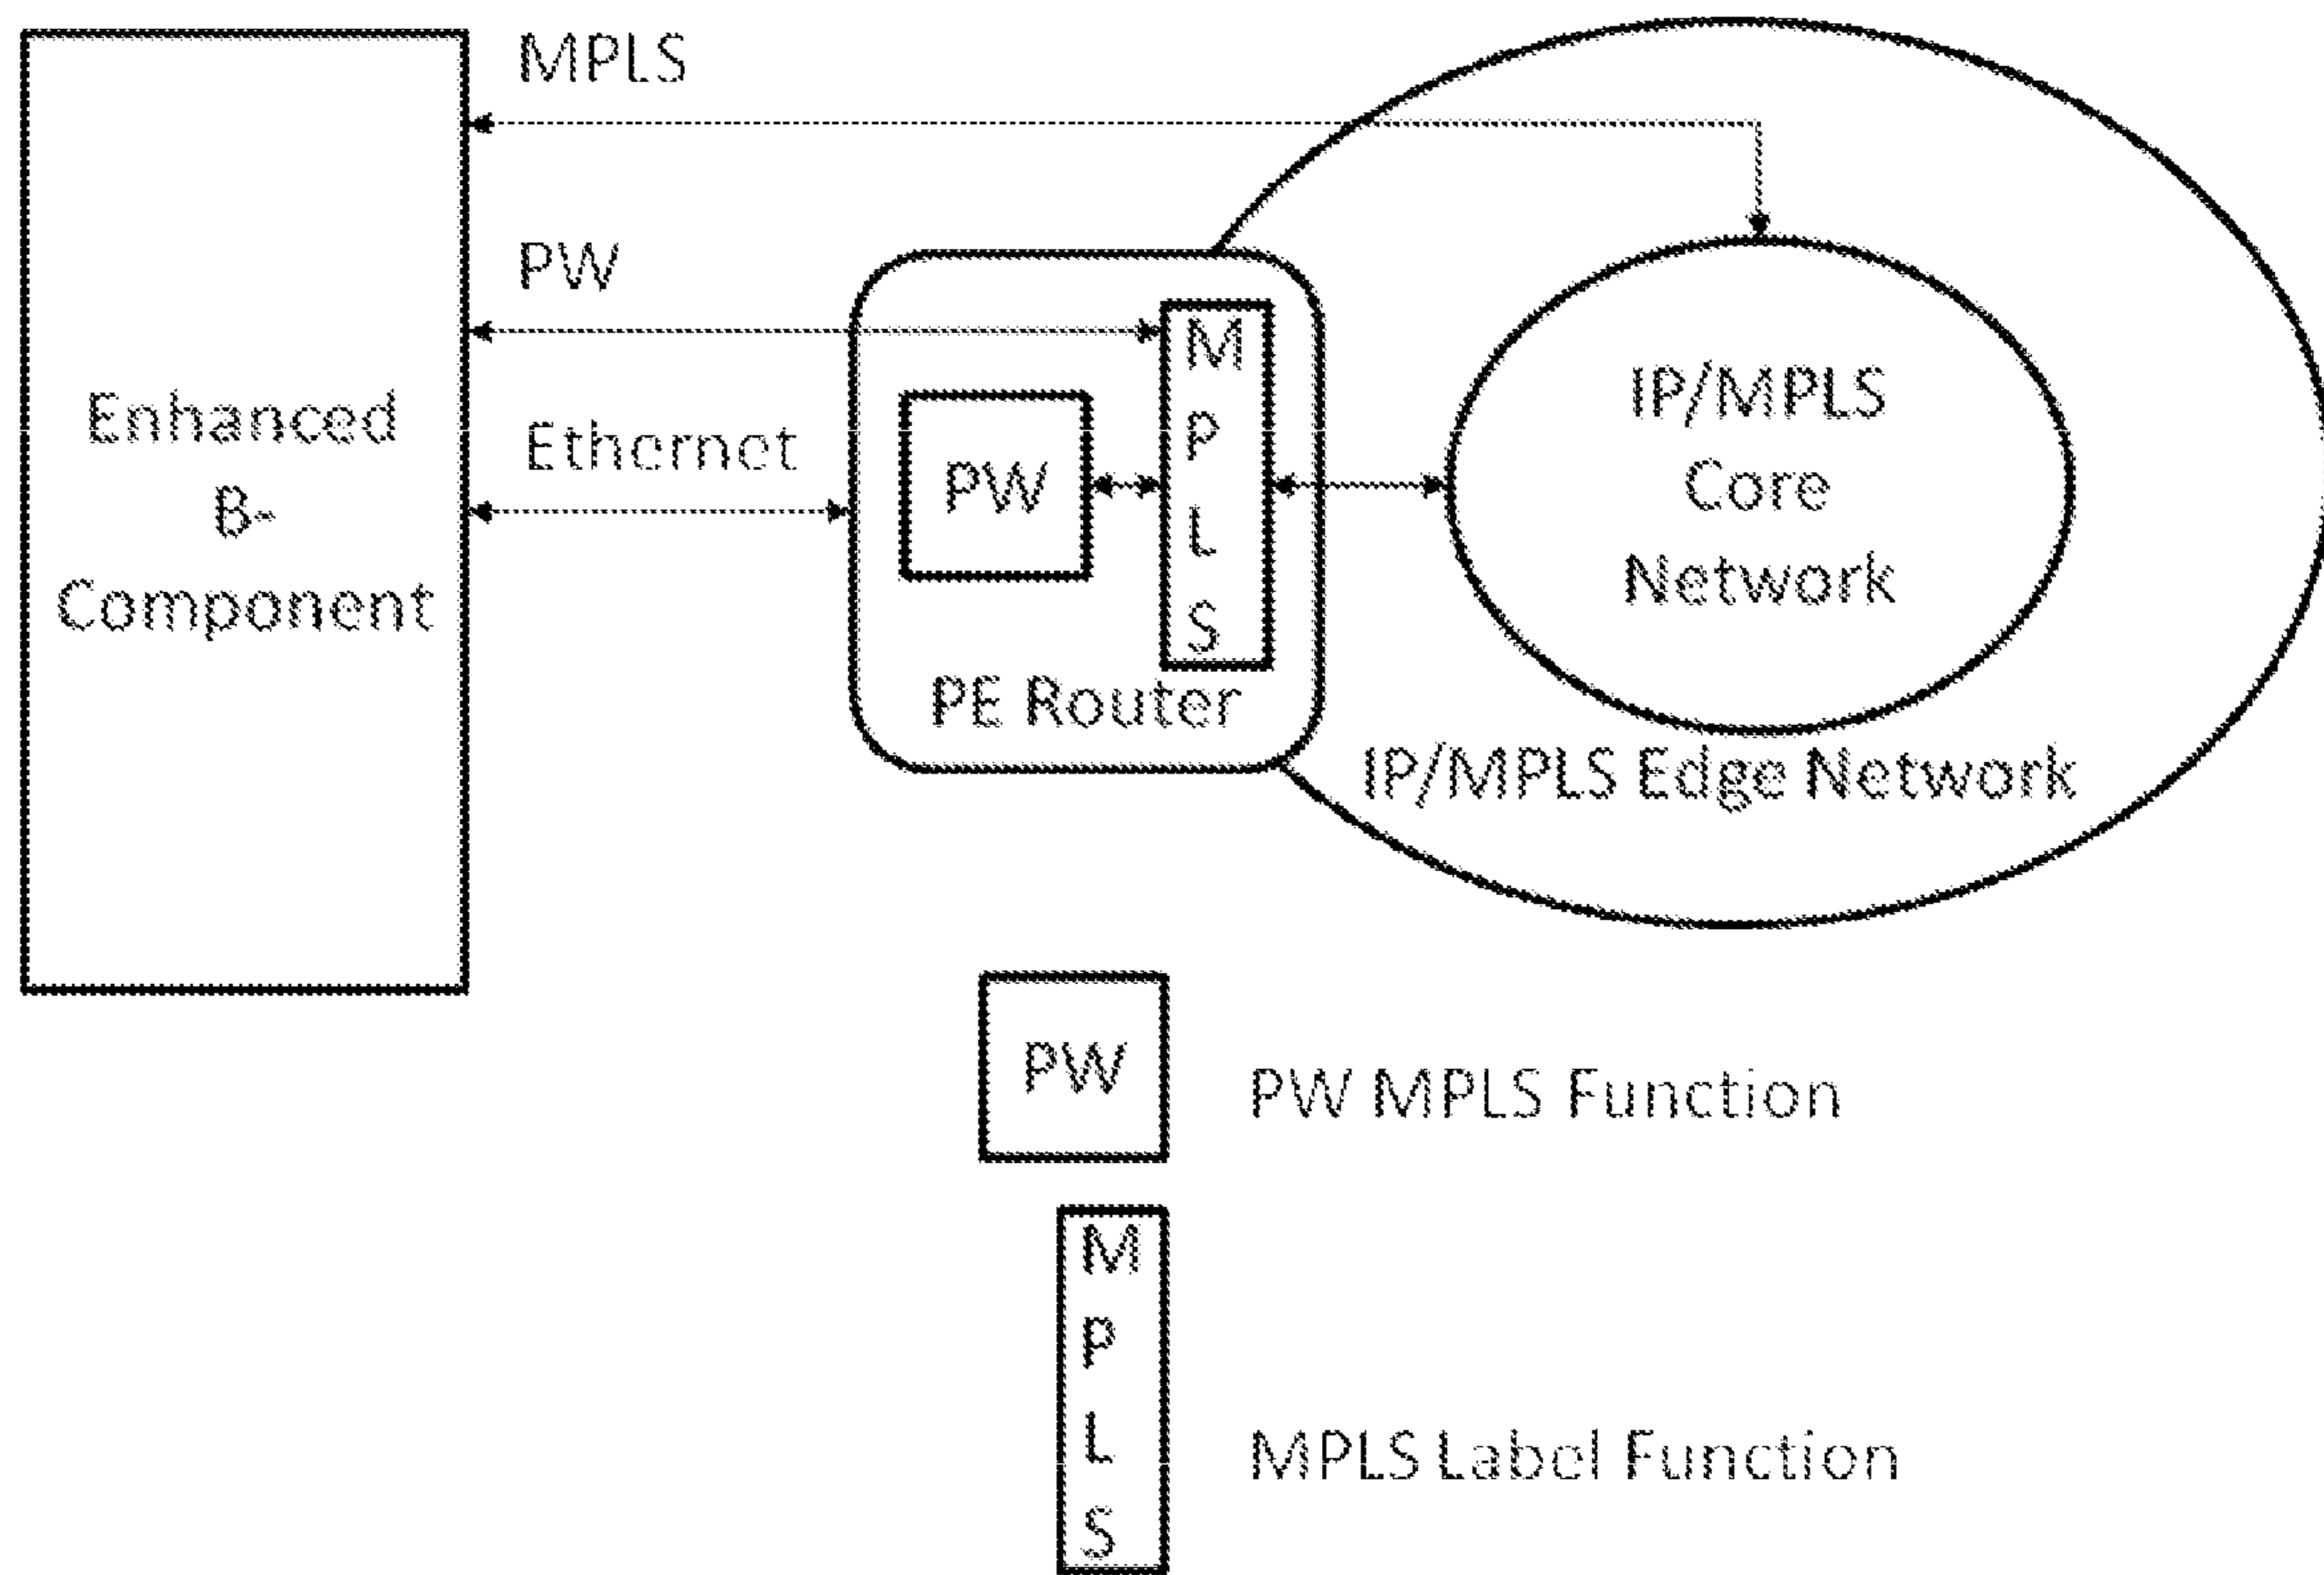 MPLS
PW
Ethernet
Enhanced
B-
Component
PW
M
P
L
S
PE Router
IP/MPLS
Core
Network
IP/MPLS Edge Network
PW
PW MPLS Function
M
P
L
S
MPLS Label Function